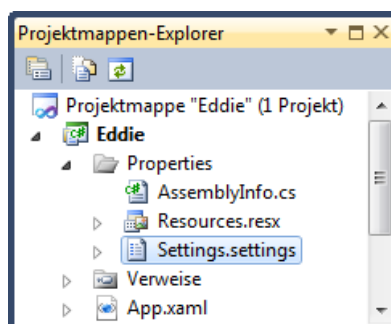 Projektmappen-Explorer
Projektmappe "Eddie" (1 Projekt)
Eddie
Properties
AssemblyInfo.cs
Resources.resx
Settings.settings
Verweise
App.xaml